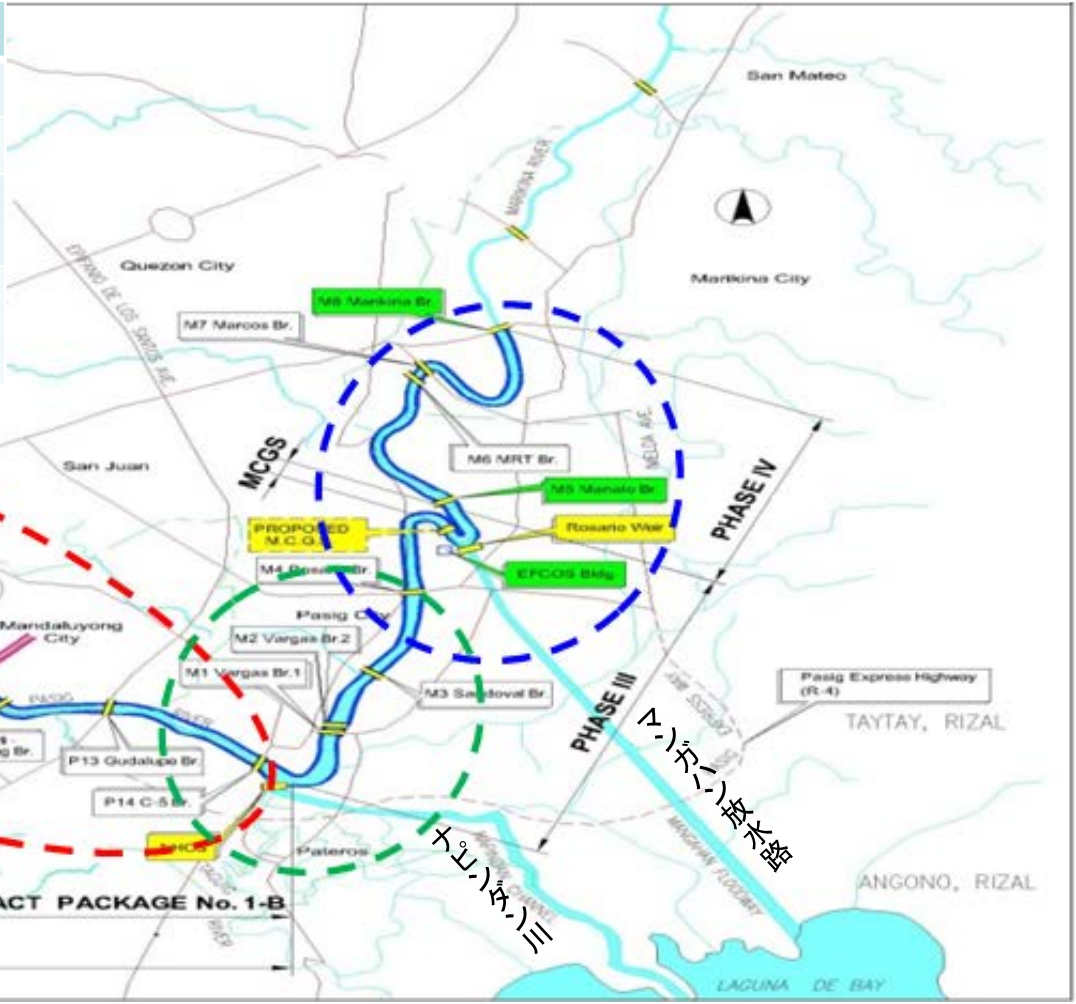 San Mateo
MARIKINA RIVER
Quezon City
EPIFANIO DE LOS SANTOS AVE.
Marikina City
M8 Marikina Br.
M7 Marcos Br.
MCGS
San Juan
M6 MRT Br.
PHASE IV
M5 Manalo Br.
PROPOSED
M.C.G.
Rosario Weir
M4 Rosario Br.
EFCOS Bldg
Pasig City
Mandaluyong
City
M2 Vargas Br.2
M1 Vargas Br.1
M3 Sandoval Br.
PHASE III
Pasig Express Highway
(R-4)
TAYTAY, RIZAL
マンガハン放水路
PASIG
RIVER
P13 Gudalupe Br.
P14 C-5 Br.
Pateros
ナピンダン川
MANGAHAN FLOODWAY
ANGONO, RIZAL
ACT PACKAGE No. 1-B
RIVER
LAGUNA DE BAY